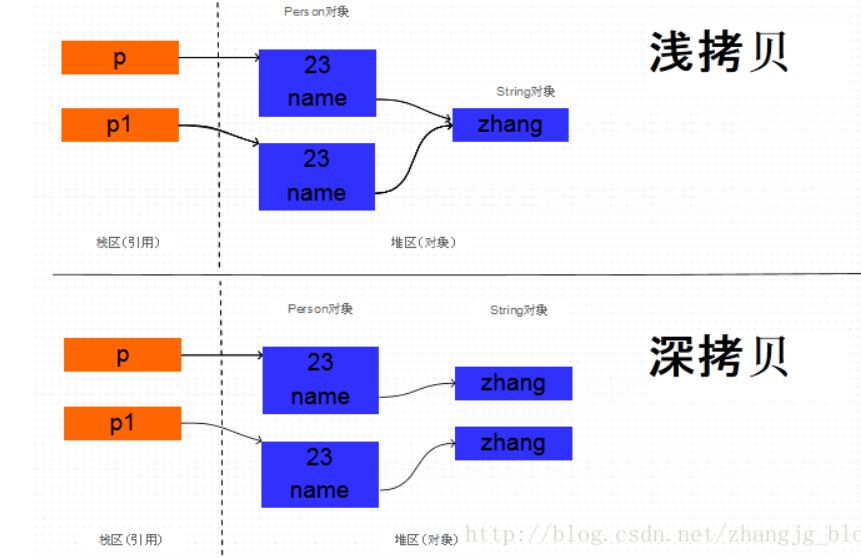 Person对象
浅拷贝
p
23
name
String对象
p1
zhang
23
name
栈区(引用)
堆区(对象)
Person对象
String对象
深拷贝
p
23
name
zhang
p1
zhang
23
name
栈区(引用)
堆区(对象)
http://blog.csdn.net/zhangjg_blo